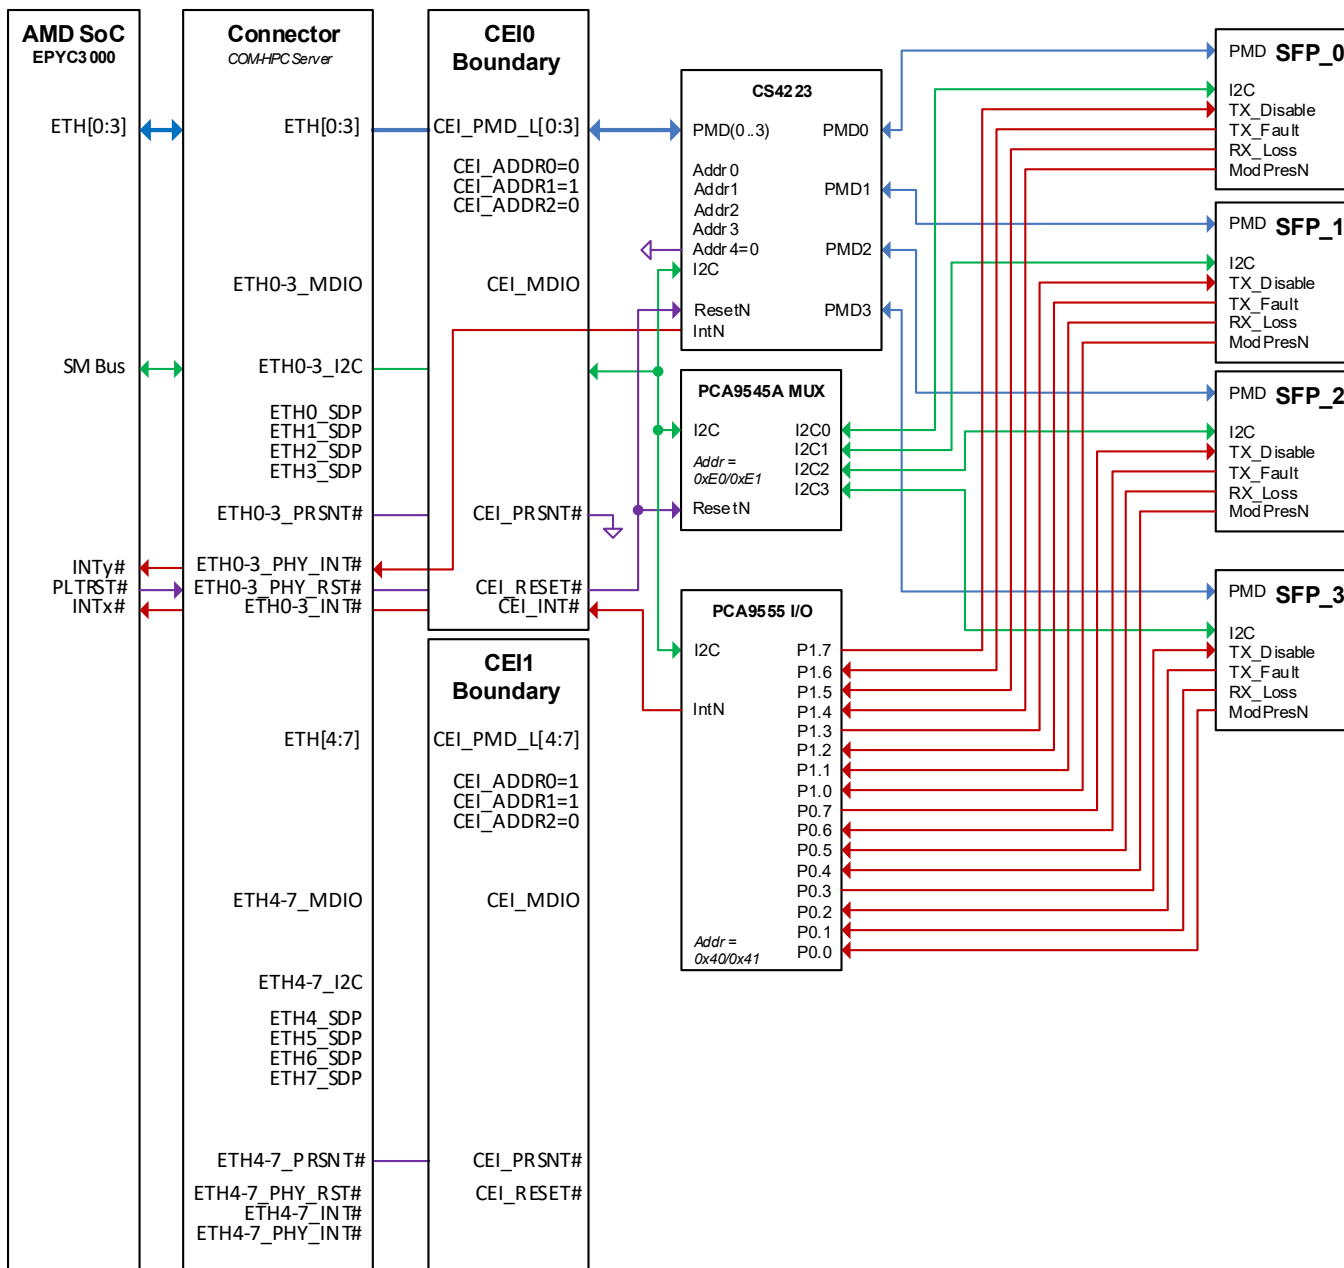 AMD SoC
EPYC3000
ETH[0:3]
SM Bus
INTy#
PLTRST#
INTx#
Connector
COM-HPC Server
ETH[0:3]
ETH0-3_MDIO
ETH0-3_I2C
ETH0_SDP
ETH1_SDP
ETH2_SDP
ETH3_SDP
ETH0-3_PRSNT#
ETH0-3_PHY_INT#
ETH0-3_PHY_RST#
ETH0-3_INT#
ETH[4:7]
ETH4-7_MDIO
ETH4-7_I2C
ETH4_SDP
ETH5_SDP
ETH6_SDP
ETH7_SDP
ETH4-7_PRSNT#
ETH4-7_PHY_RST#
ETH4-7_INT#
ETH4-7_PHY_INT#
CEI0
Boundary
CEI_PMD_L[0:3]
CEI_ADDR0=0
CEI_ADDR1=1
CEI_ADDR2=0
CEI_MDIO
CEI_PRSNT#
CEI_RESET#
CEI_INT#
CEI1
Boundary
CEI_PMD_L[4:7]
CEI_ADDR0=1
CEI_ADDR1=1
CEI_ADDR2=0
CEI_MDIO
CEI_PRSNT#
CEI_RESET#
CS4223
PMD(0..3) PMD0
Addr0
Addr1 PMD1
Addr2
Addr3
Addr4=0 PMD2
I2C
ResetN PMD3
IntN
PCA9545A MUX
I2C I2C0
I2C1
Addr = I2C2
0xE0/0xE1
I2C3
ResetN
PCA9555 I/O
I2C P1.7
P1.6
P1.5
IntN P1.4
P1.3
P1.2
P1.1
P1.0
P0.7
P0.6
P0.5
P0.4
P0.3
P0.2
P0.1
Addr =
0x40/0x41 P0.0
PMD SFP_0
I2C
TX_Disable
TX_Fault
RX_Loss
ModPresN
PMD SFP_1
I2C
TX_Disable
TX_Fault
RX_Loss
ModPresN
PMD SFP_2
I2C
TX_Disable
TX_Fault
RX_Loss
ModPresN
PMD SFP_3
I2C
TX_Disable
TX_Fault
RX_Loss
ModPresN